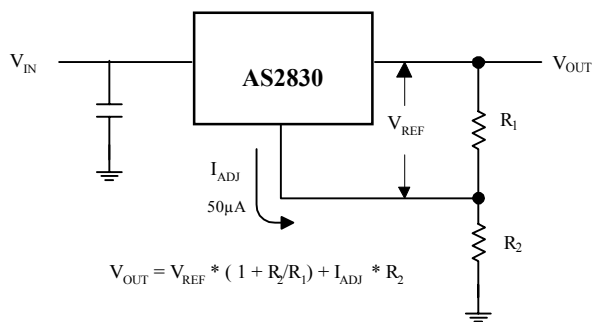 V_IN
AS2830
V_OUT
V_REF
R_1
I_ADJ
50µA
R_2
V_OUT = V_REF * ( 1 + R_2/R_1) + I_ADJ * R_2